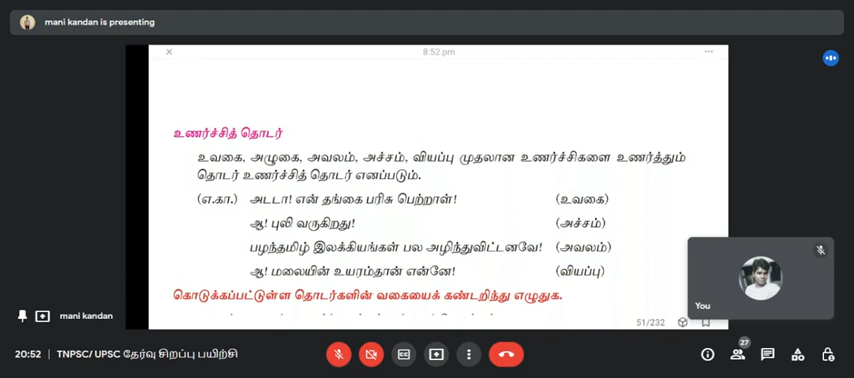 mani kandan is presenting
8:52 pm
உணர்ச்சித் தொடர்
உவகை, அழுகை, அவலம், அச்சம், வியப்பு முதலான உணர்ச்சிகளை உணர்த்தும்
தொடர் உணர்ச்சித் தொடர் எனப்படும்.
(எ.கா.) அடடா! என் தங்கை பரிசு பெற்றாள்! (உவகை)
ஆ! புலி வருகிறது! (அச்சம்)
பழந்தமிழ் இலக்கியங்கள் பல அழிந்துவிட்டனவே! (அவலம்)
ஆ! மலையின் உயரம்தான் என்னே! (வியப்பு)
கொடுக்கப்பட்டுள்ள தொடர்களின் வகையைக் கண்டறிந்து எழுதுக.
51/232
You
mani kandan
20:52 | TNPSC/ UPSC தேர்வு சிறப்பு பயிற்சி
27